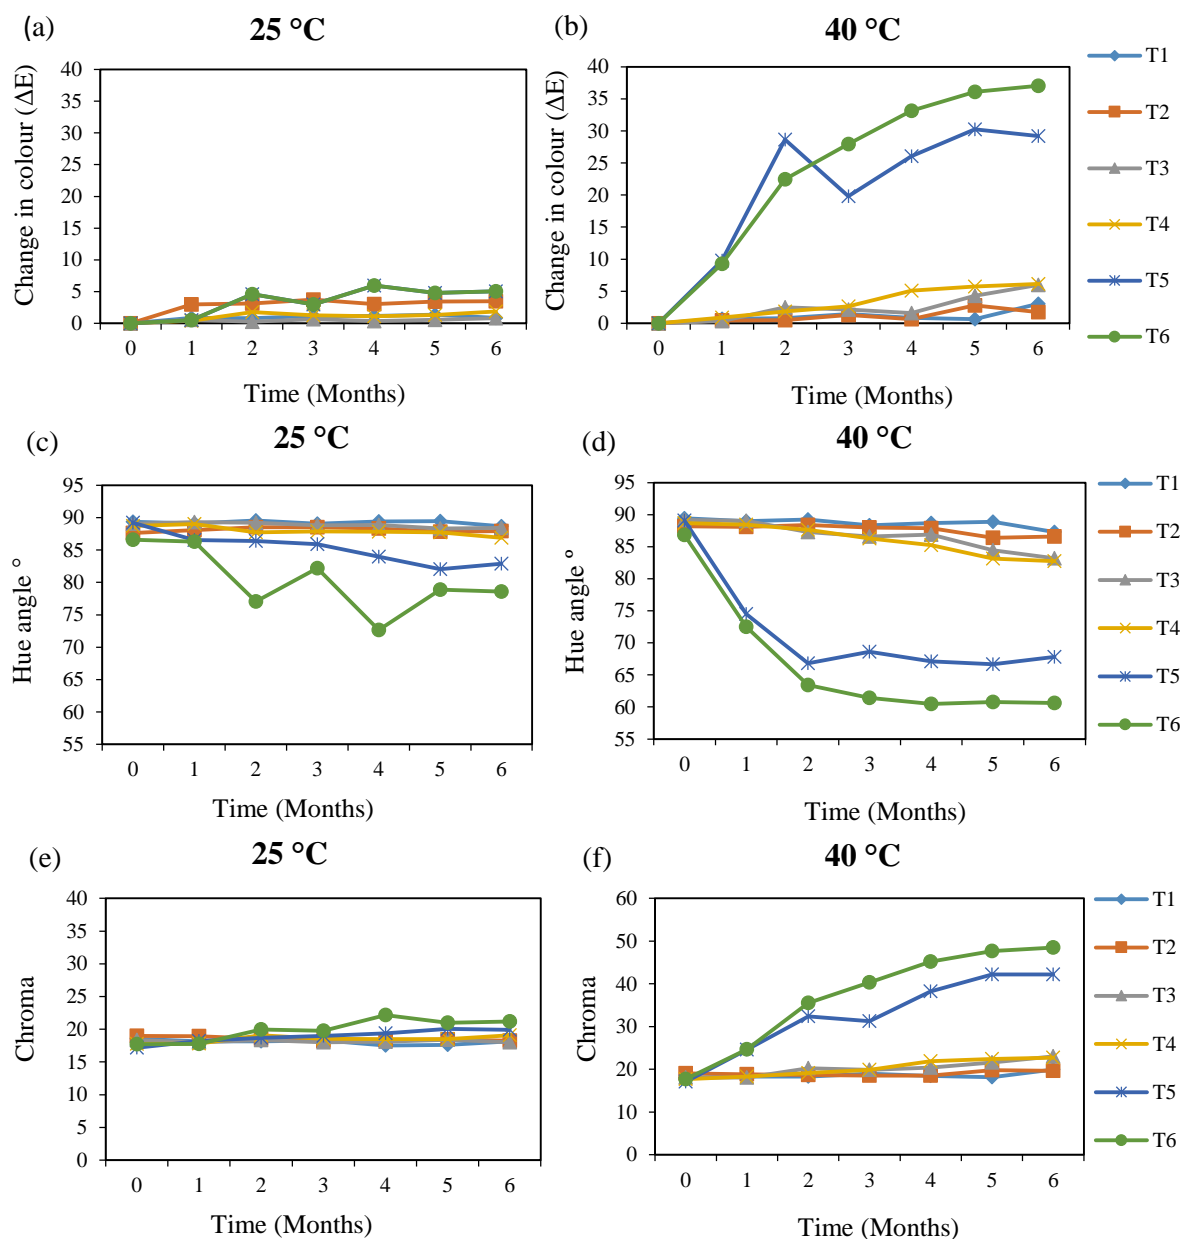 (a)
25 °C
Change in colour (ΔE)
40
35
30
25
20
15
10
5
0
0 1 2 3 4 5 6
Time (Months)
(b)
40 °C
Change in colour (ΔE)
40
35
30
25
20
15
10
5
0
0 1 2 3 4 5 6
Time (Months)
T1
T2
T3
T4
T5
T6
(c)
25 °C
Hue angle °
95
90
85
80
75
70
65
60
55
0 1 2 3 4 5 6
Time (Months)
(d)
40 °C
Hue angle °
95
90
85
80
75
70
65
60
55
0 1 2 3 4 5 6
Time (Months)
T1
T2
T3
T4
T5
T6
(e)
25 °C
Chroma
40
35
30
25
20
15
10
5
0
0 1 2 3 4 5 6
Time (Months)
(f)
40 °C
Chroma
60
50
40
30
20
10
0
0 1 2 3 4 5 6
Time (Months)
T1
T2
T3
T4
T5
T6